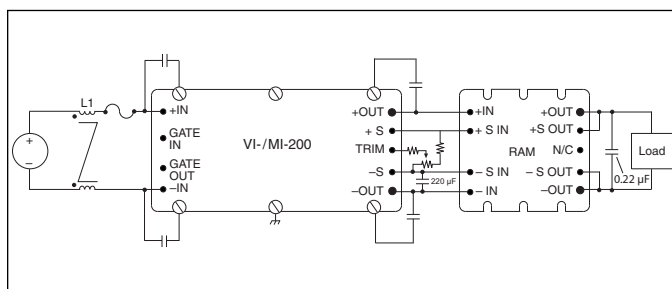 L1
+
−
+IN
GATE
IN
GATE
OUT
−IN
VI-/MI-200
+OUT
+ S
TRIM
−S
−OUT
220 µF
+IN
+ S IN
− S IN
− IN
RAM
+OUT
+S OUT
N/C
− S OUT
−OUT
0.22 µF
Load